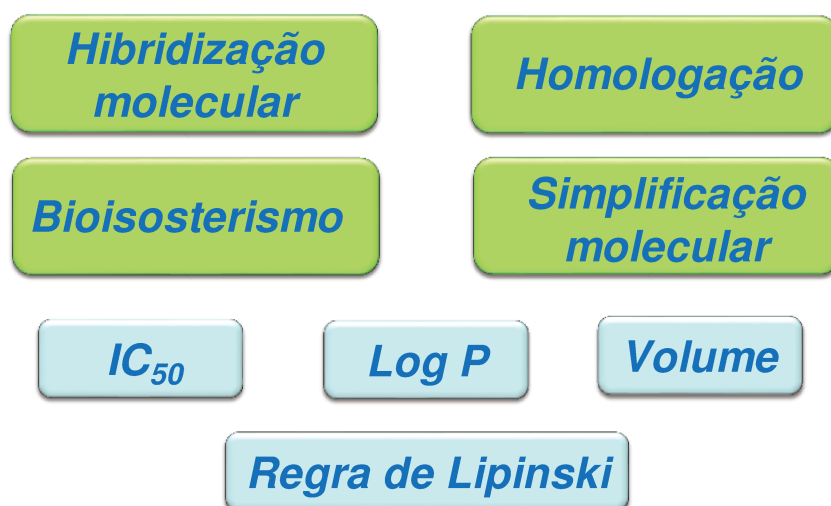 Hibridização
molecular
Homologação
Bioisosterismo
Simplificação
molecular
IC50
Log P
Volume
Regra de Lipinski